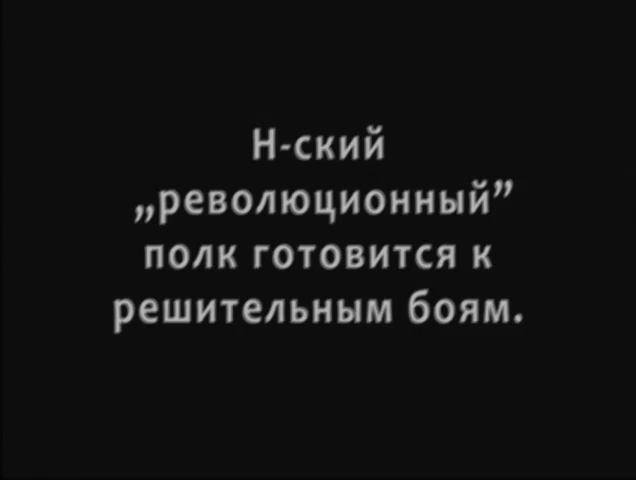 Н-ский
„революционный”
полк готовится к
решительным боям.